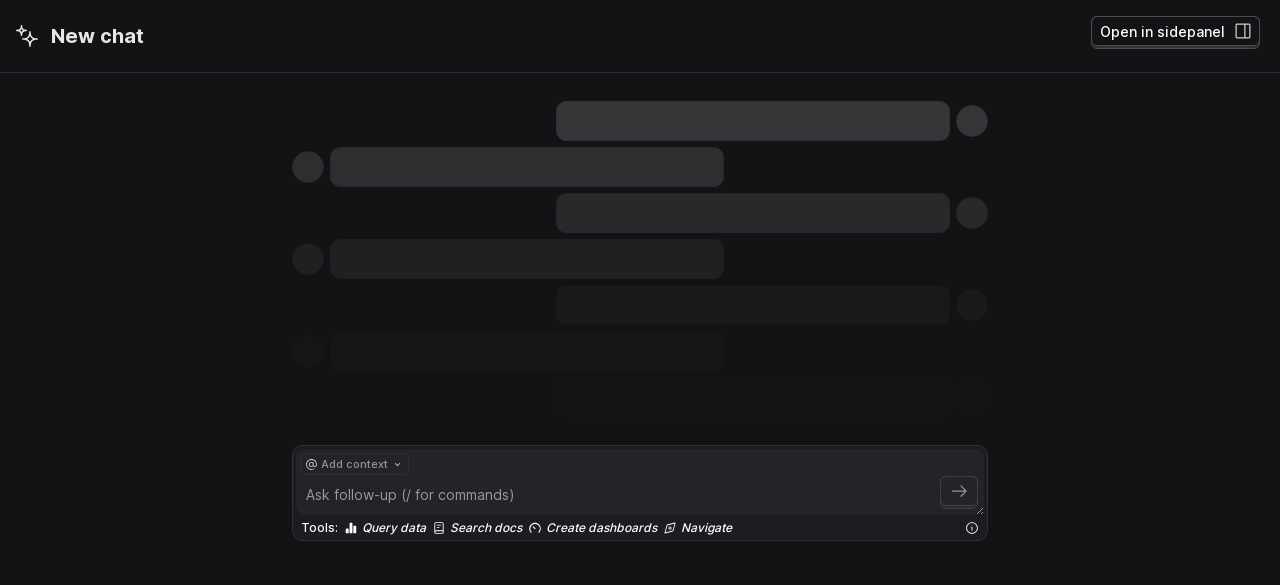 New chat
Open in sidepanel
@ Add context
Ask follow-up (/ for commands)
Tools: Query data Search docs Create dashboards Navigate